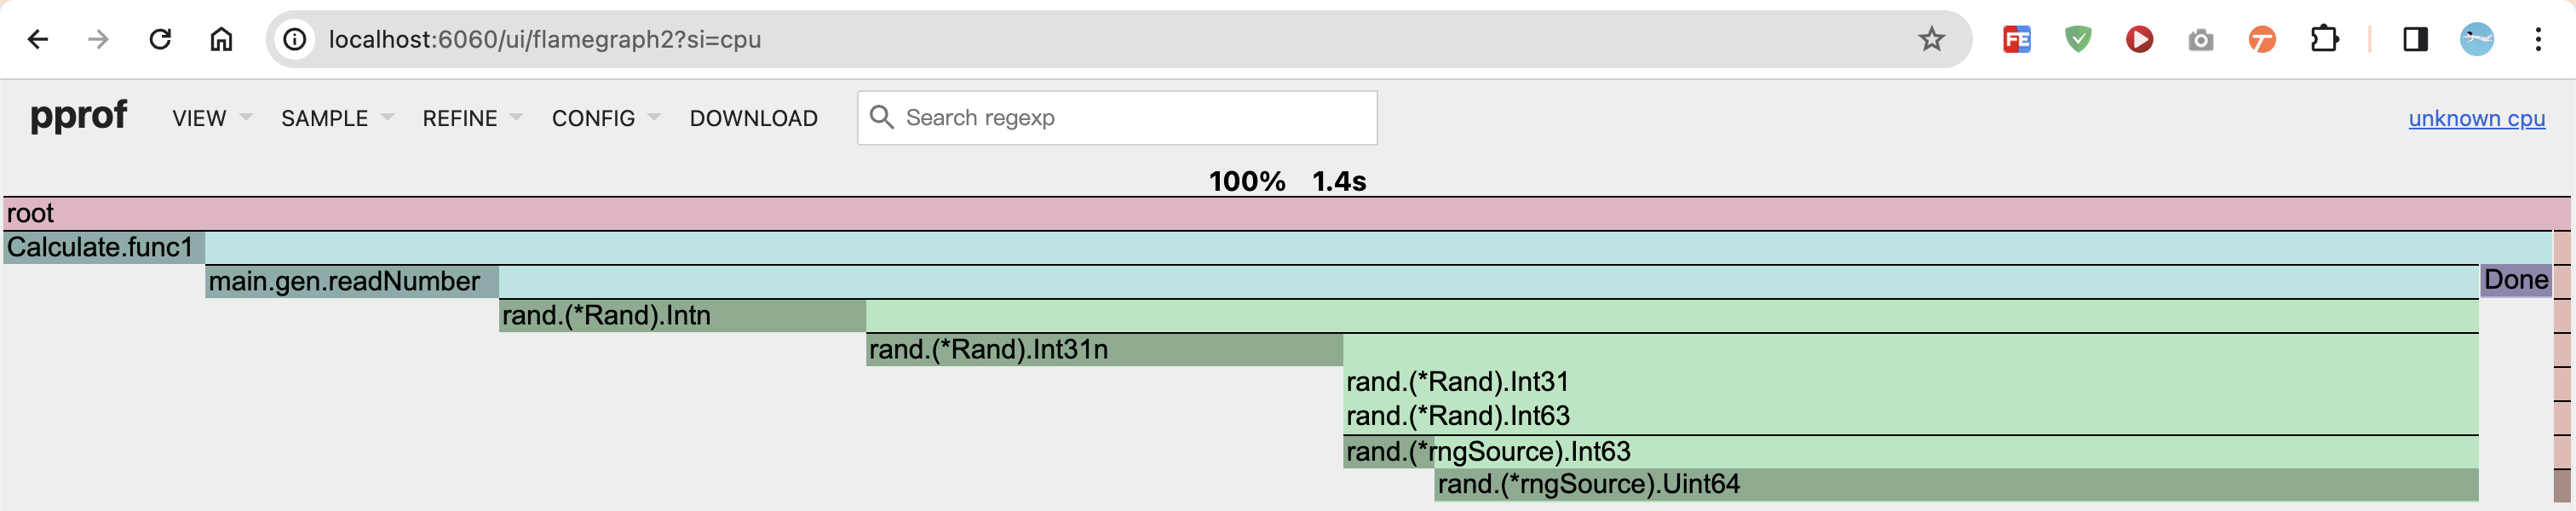 localhost:6060/ui/flamegraph2?si=cpu
FE
pprof VIEW SAMPLE REFINE CONFIG DOWNLOAD Search regexp unknown cpu
100% 1.4s
root
Calculate.func1
main.gen.readNumber Done
rand.(*Rand).Intn
rand.(*Rand).Int31n
rand.(*Rand).Int31
rand.(*Rand).Int63
rand.(*rngSource).Int63
rand.(*rngSource).Uint64